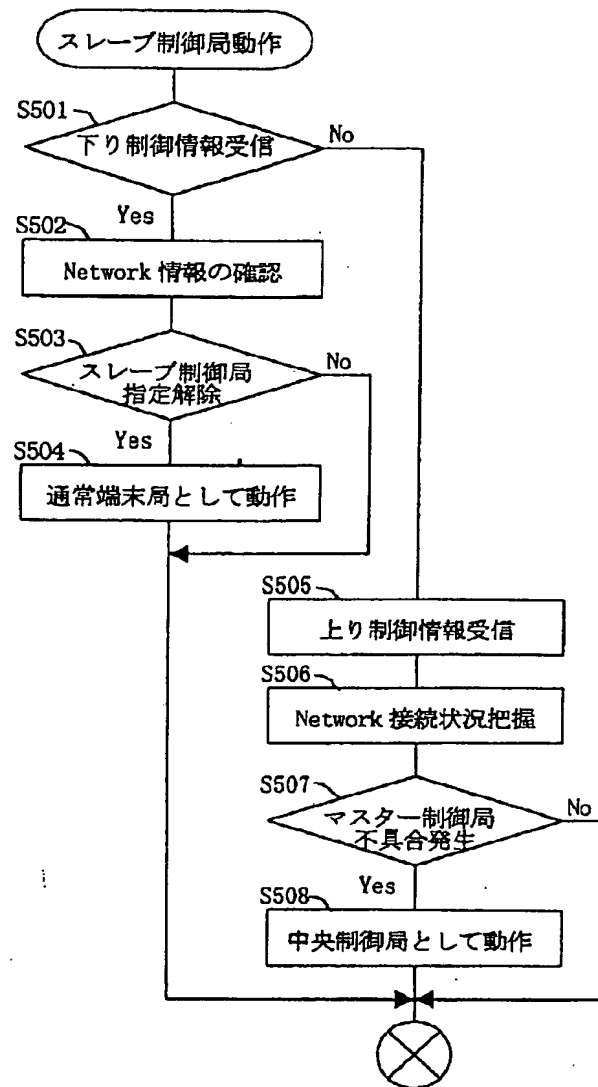 スレーブ制御局動作
S501
下り制御情報受信
No
Yes
S502
Network 情報の確認
S503
スレーブ制御局
指定解除
No
Yes
S504
通常端末局として動作
S505
上り制御情報受信
S506
Network 接続状況把握
S507
マスター制御局
不具合発生
No
Yes
S508
中央制御局として動作